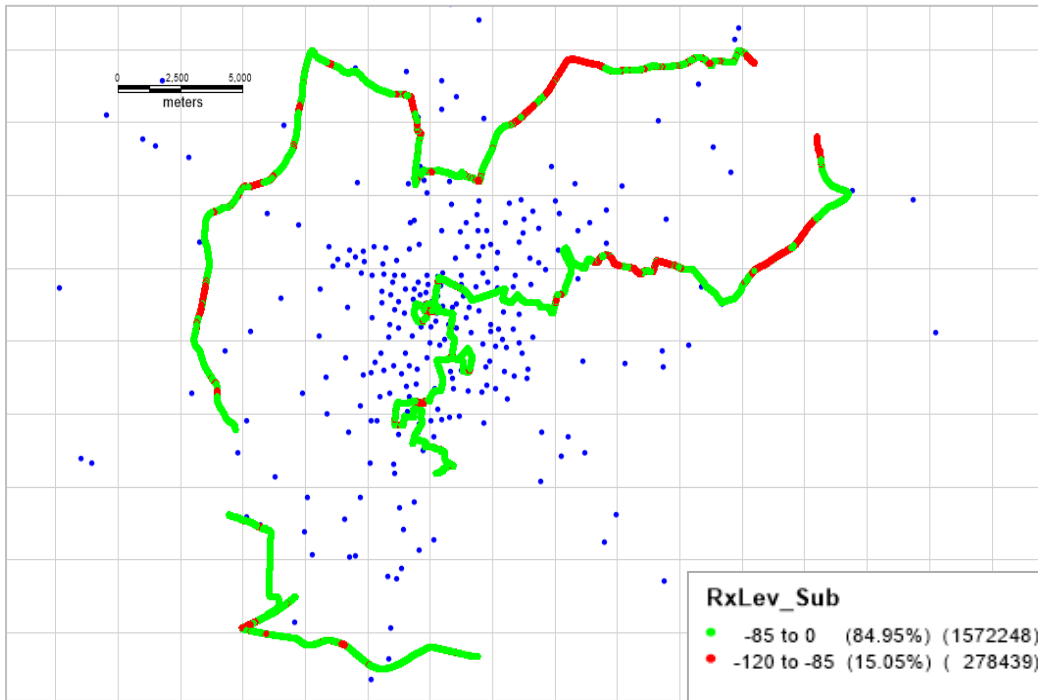 0 2,500 5,000
meters
RxLev_Sub
-85 to 0 (84.95%) (1572248)
-120 to -85 (15.05%) ( 278439)